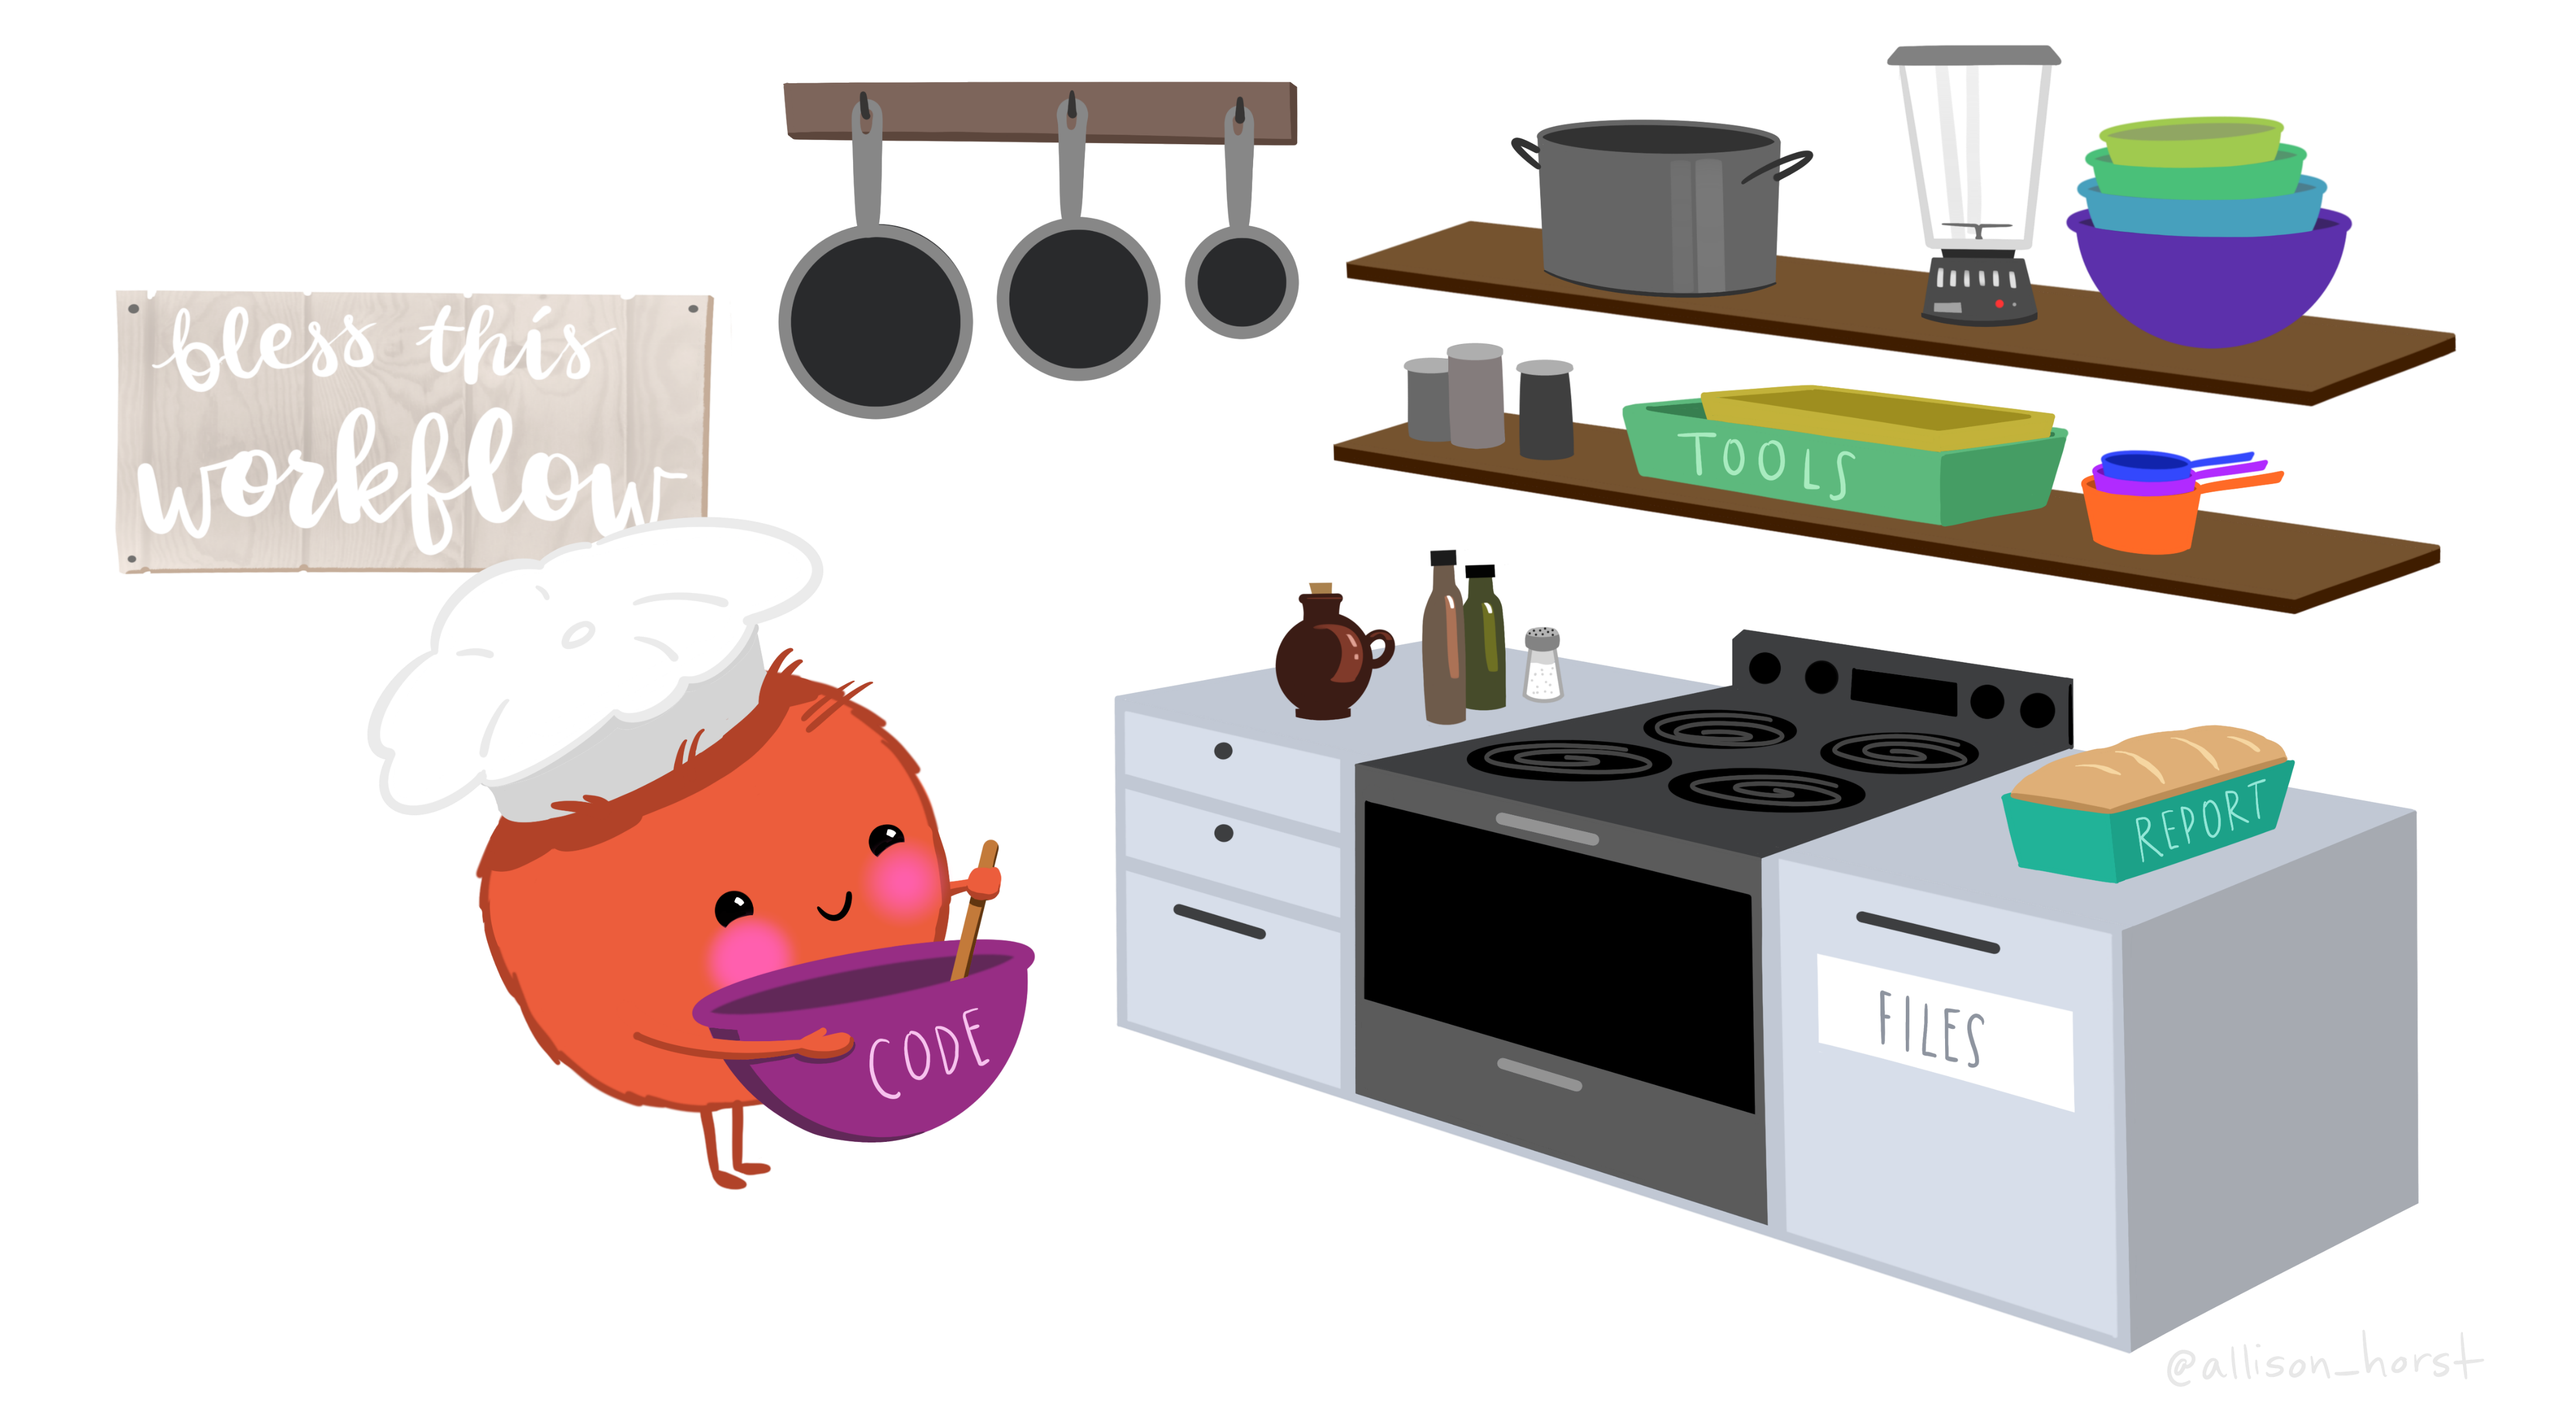 bless this
workflow
TOOLS
CODE
REPORT
FILES
@allison_horst